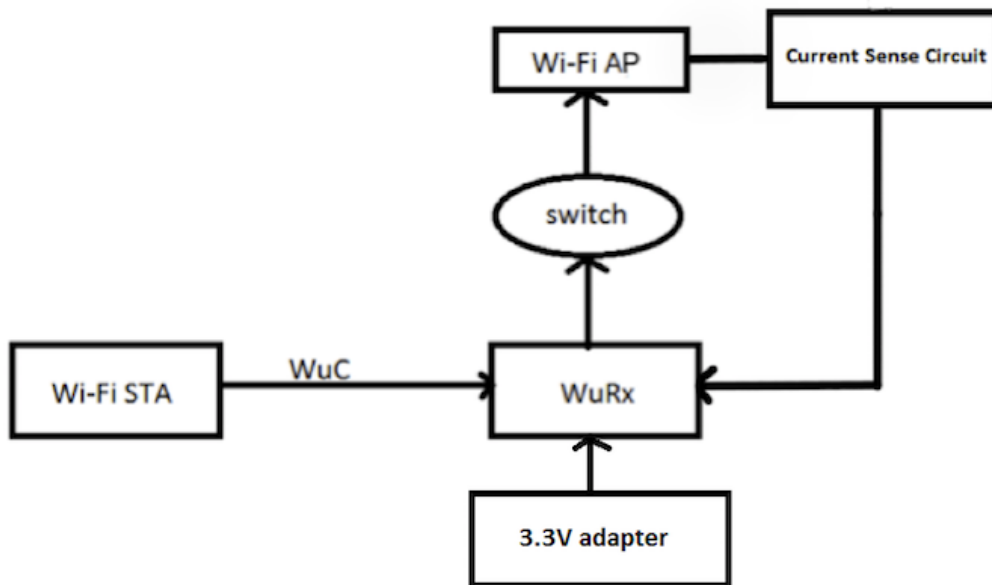 Wi-Fi AP
Current Sense Circuit
switch
Wi-Fi STA
WuC
WuRx
3.3V adapter